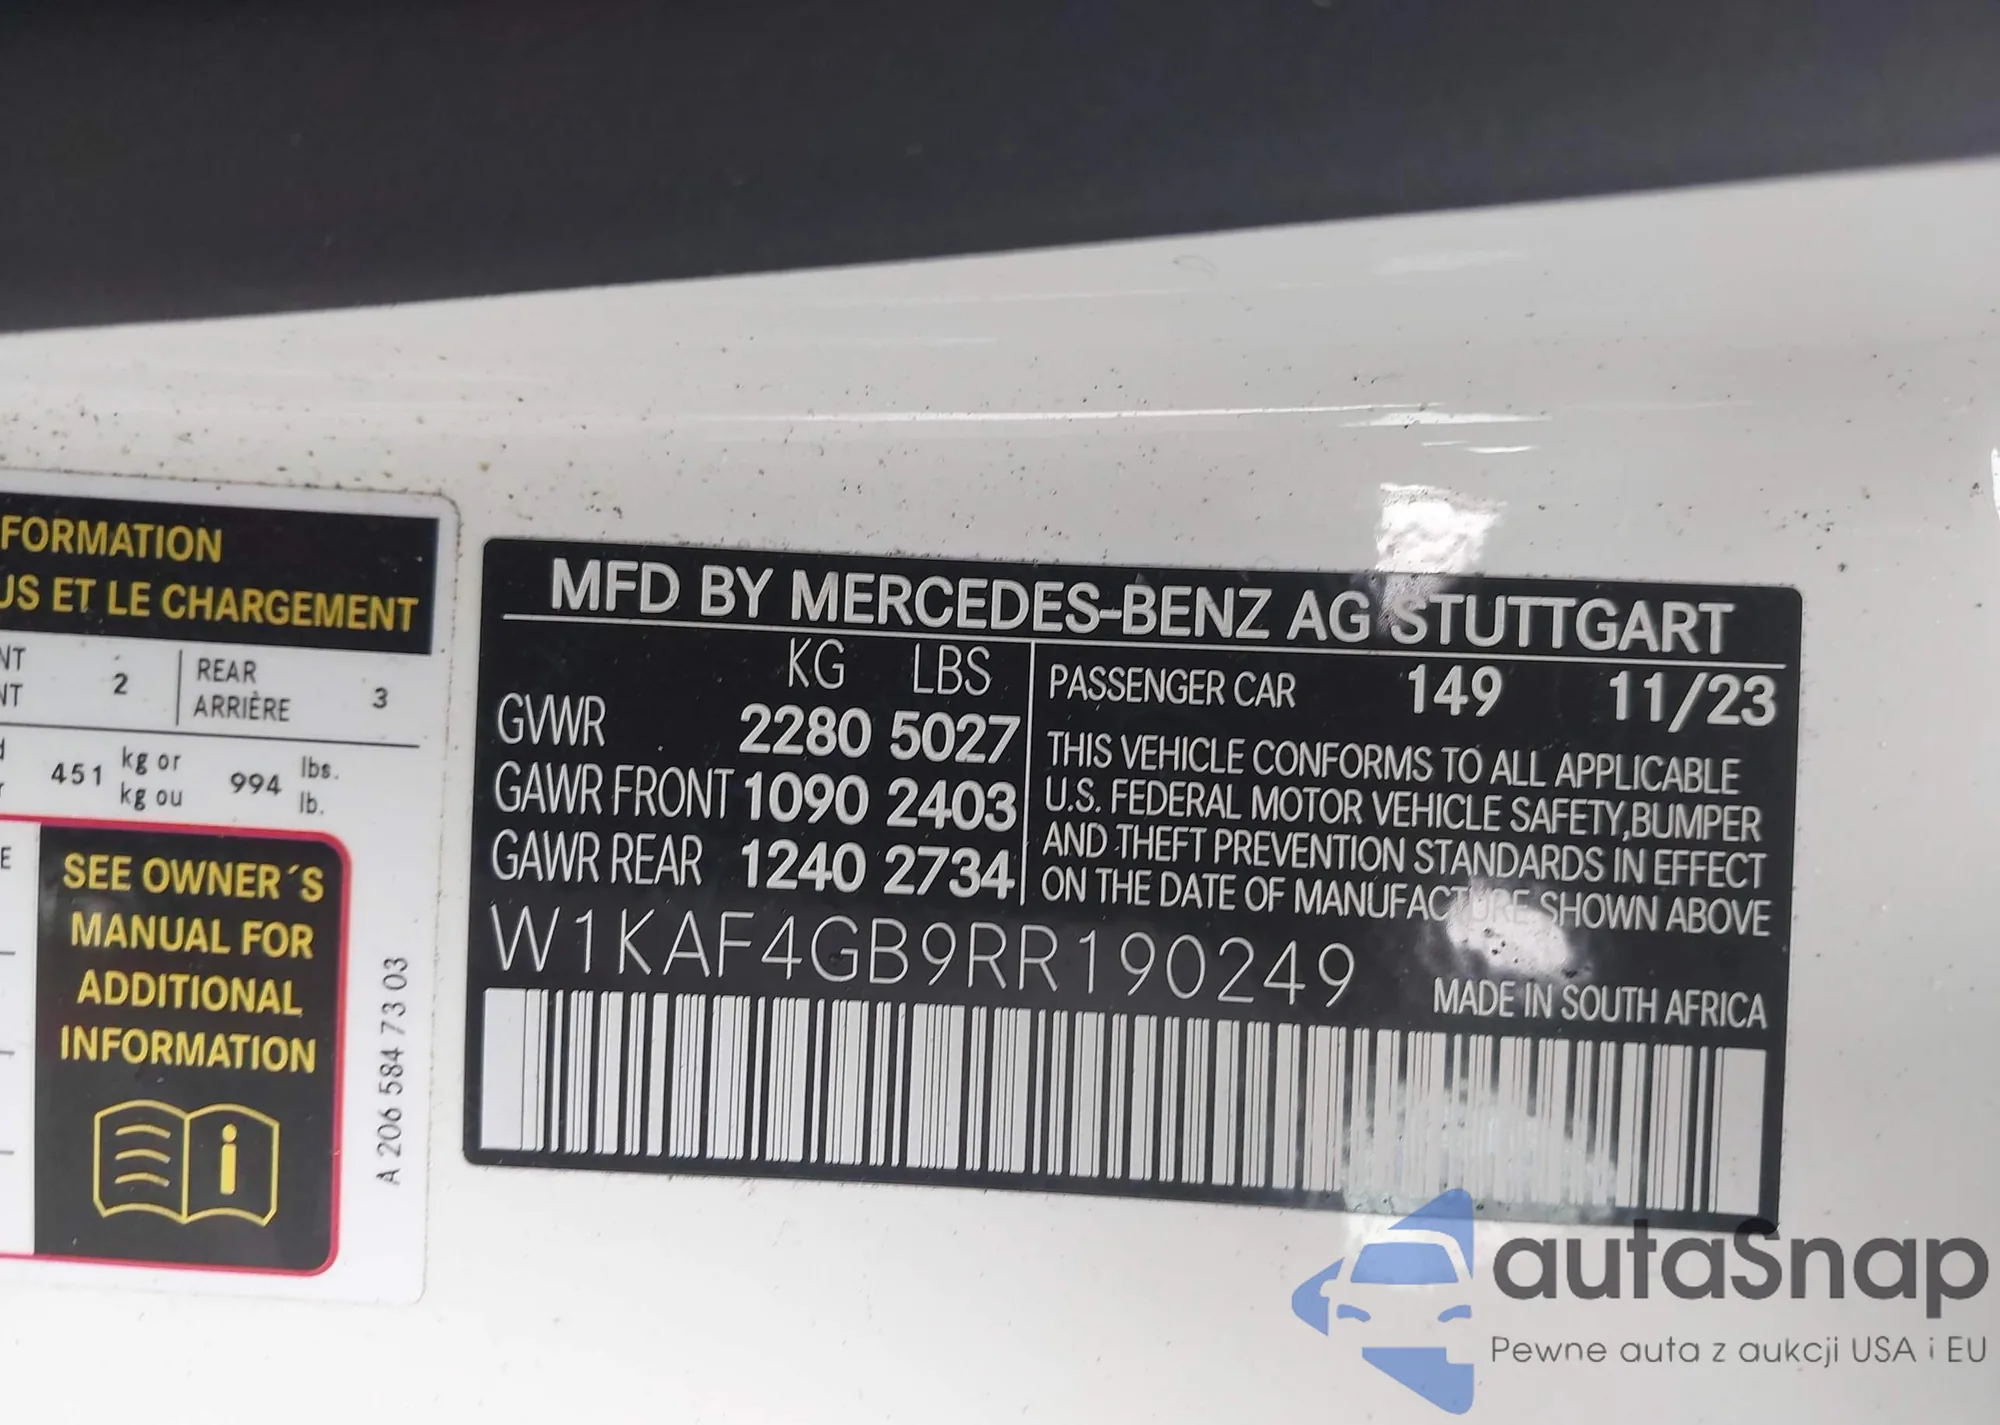 FORMATION
US ET LE CHARGEMENT
NT 2 REAR 3
NT ARRIÈRE
451 kg or 994 lbs.
kg ou lb.
E
SEE OWNER´S
MANUAL FOR
ADDITIONAL
INFORMATION
i
A 206 584 73 03
MFD BY MERCEDES-BENZ AG STUTTGART
KG LBS
GVWR 2280 5027
GAWR FRONT 1090 2403
GAWR REAR 1240 2734
PASSENGER CAR 149 11/23
THIS VEHICLE CONFORMS TO ALL APPLICABLE
U.S. FEDERAL MOTOR VEHICLE SAFETY,BUMPER
AND THEFT PREVENTION STANDARDS IN EFFECT
ON THE DATE OF MANUFACTURE SHOWN ABOVE
W1KAF4GB9RR190249
MADE IN SOUTH AFRICA
autaSnap
Pewne auta z aukcji USA i EU